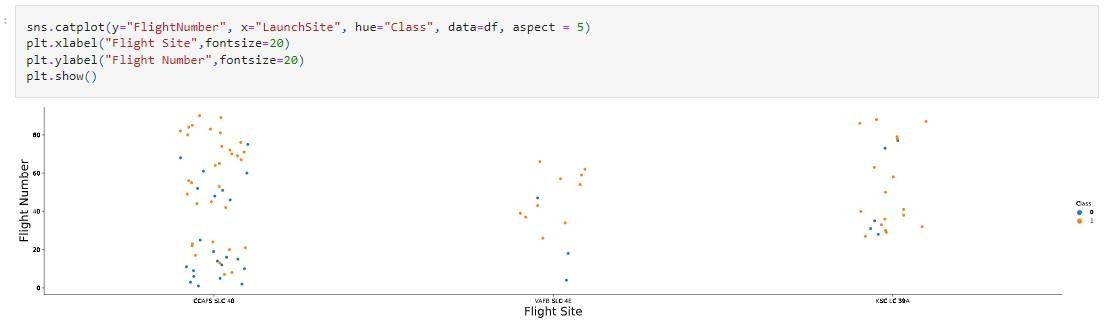 :
sns.catplot(y="FlightNumber", x="LaunchSite", hue="Class", data=df, aspect = 5)
plt.xlabel("Flight Site",fontsize=20)
plt.ylabel("Flight Number",fontsize=20)
plt.show()
Flight Number
80
60
40
20
0
CCAFS SLC 40
VAFB SLC 4E
KSC LC 39A
Flight Site
Class
0
1